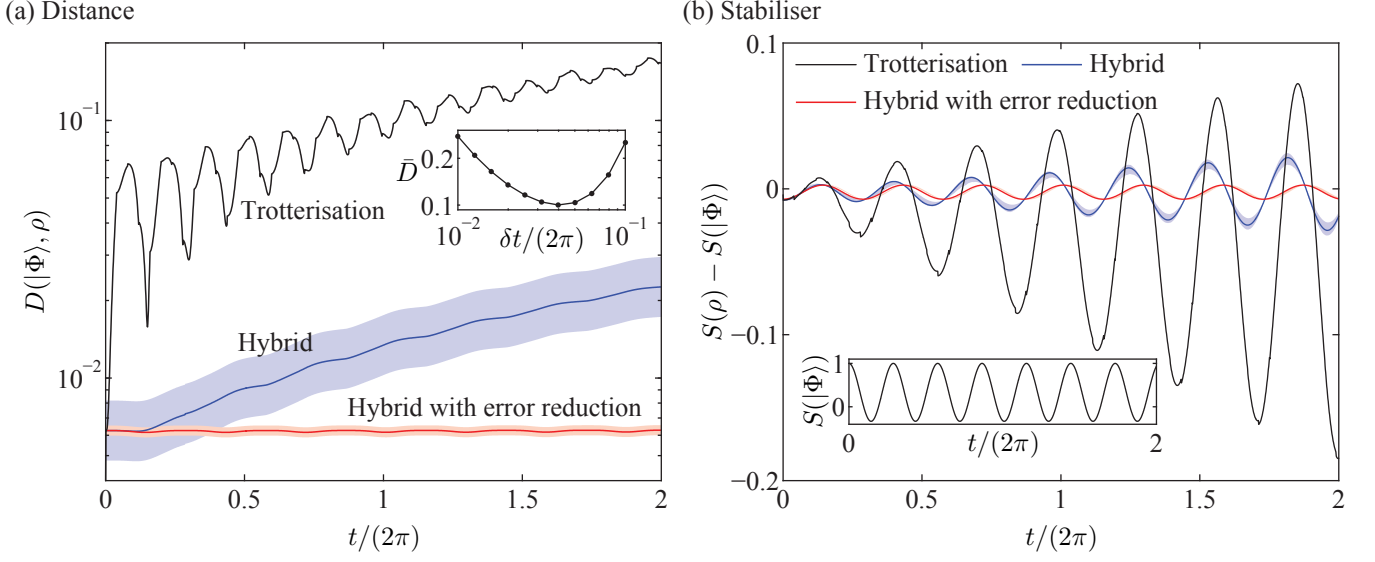 (a) Distance
D(|Φ⟩, ρ)
10⁻¹
10⁻²
0
0.5
1
1.5
2
t/(2π)
Trotterisation
Hybrid
Hybrid with error reduction
D̄
0.2
0.1
10⁻²
10⁻¹
δt/(2π)
(b) Stabiliser
S(ρ) − S(|Φ⟩)
0.1
0
−0.1
−0.2
0
0.5
1
1.5
2
t/(2π)
Trotterisation
Hybrid
Hybrid with error reduction
S(|Φ⟩)
1
0
0
2
t/(2π)